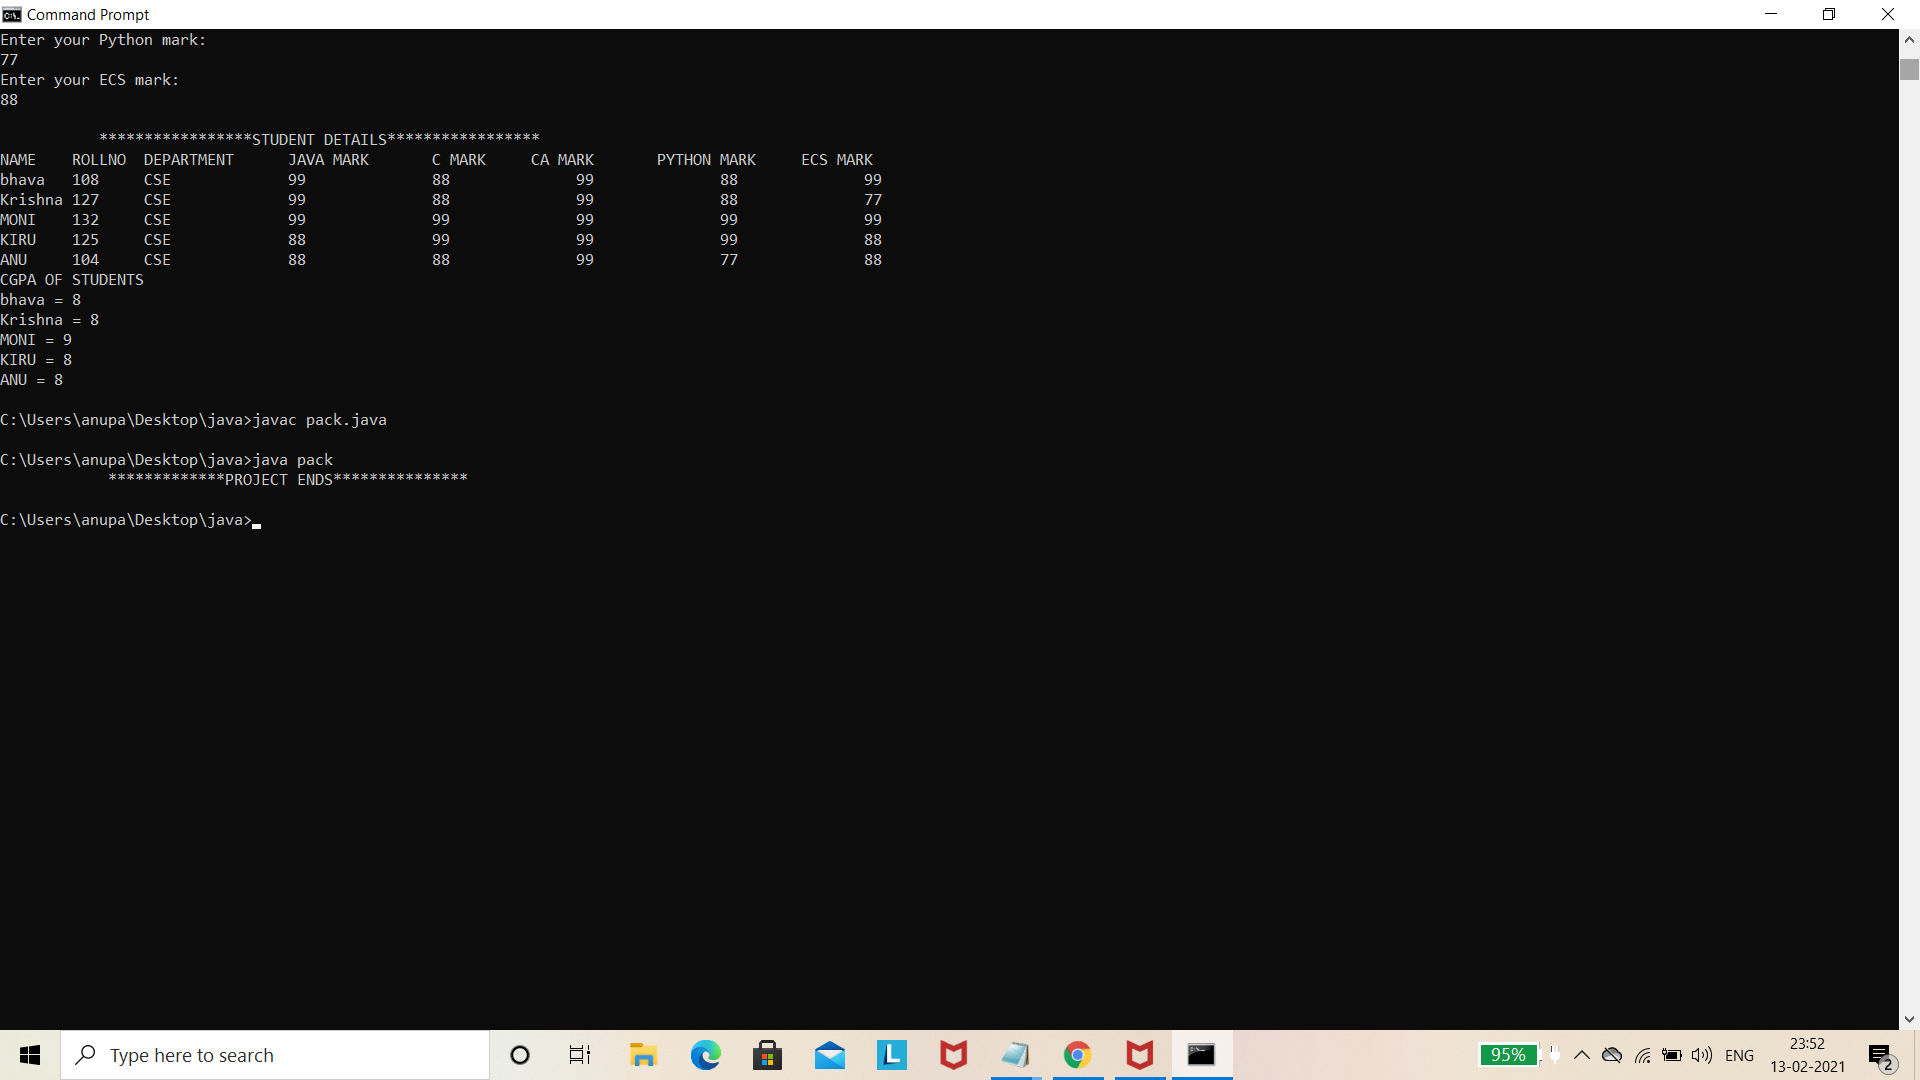 Command Prompt
Enter your Python mark:
77
Enter your ECS mark:
88
*****************STUDENT DETAILS*****************
NAME ROLLNO DEPARTMENT JAVA MARK C MARK CA MARK PYTHON MARK ECS MARK
bhava 108 CSE 99 88 99 88 99
Krishna 127 CSE 99 88 99 88 77
MONI 132 CSE 99 99 99 99 99
KIRU 125 CSE 88 99 99 99 88
ANU 104 CSE 88 88 99 77 88
CGPA OF STUDENTS
bhava = 8
Krishna = 8
MONI = 9
KIRU = 8
ANU = 8
C:\Users\anupa\Desktop\java>javac pack.java
C:\Users\anupa\Desktop\java>java pack
*************PROJECT ENDS***************
C:\Users\anupa\Desktop\java>
Type here to search
L
95%
ENG
23:52
13-02-2021
2